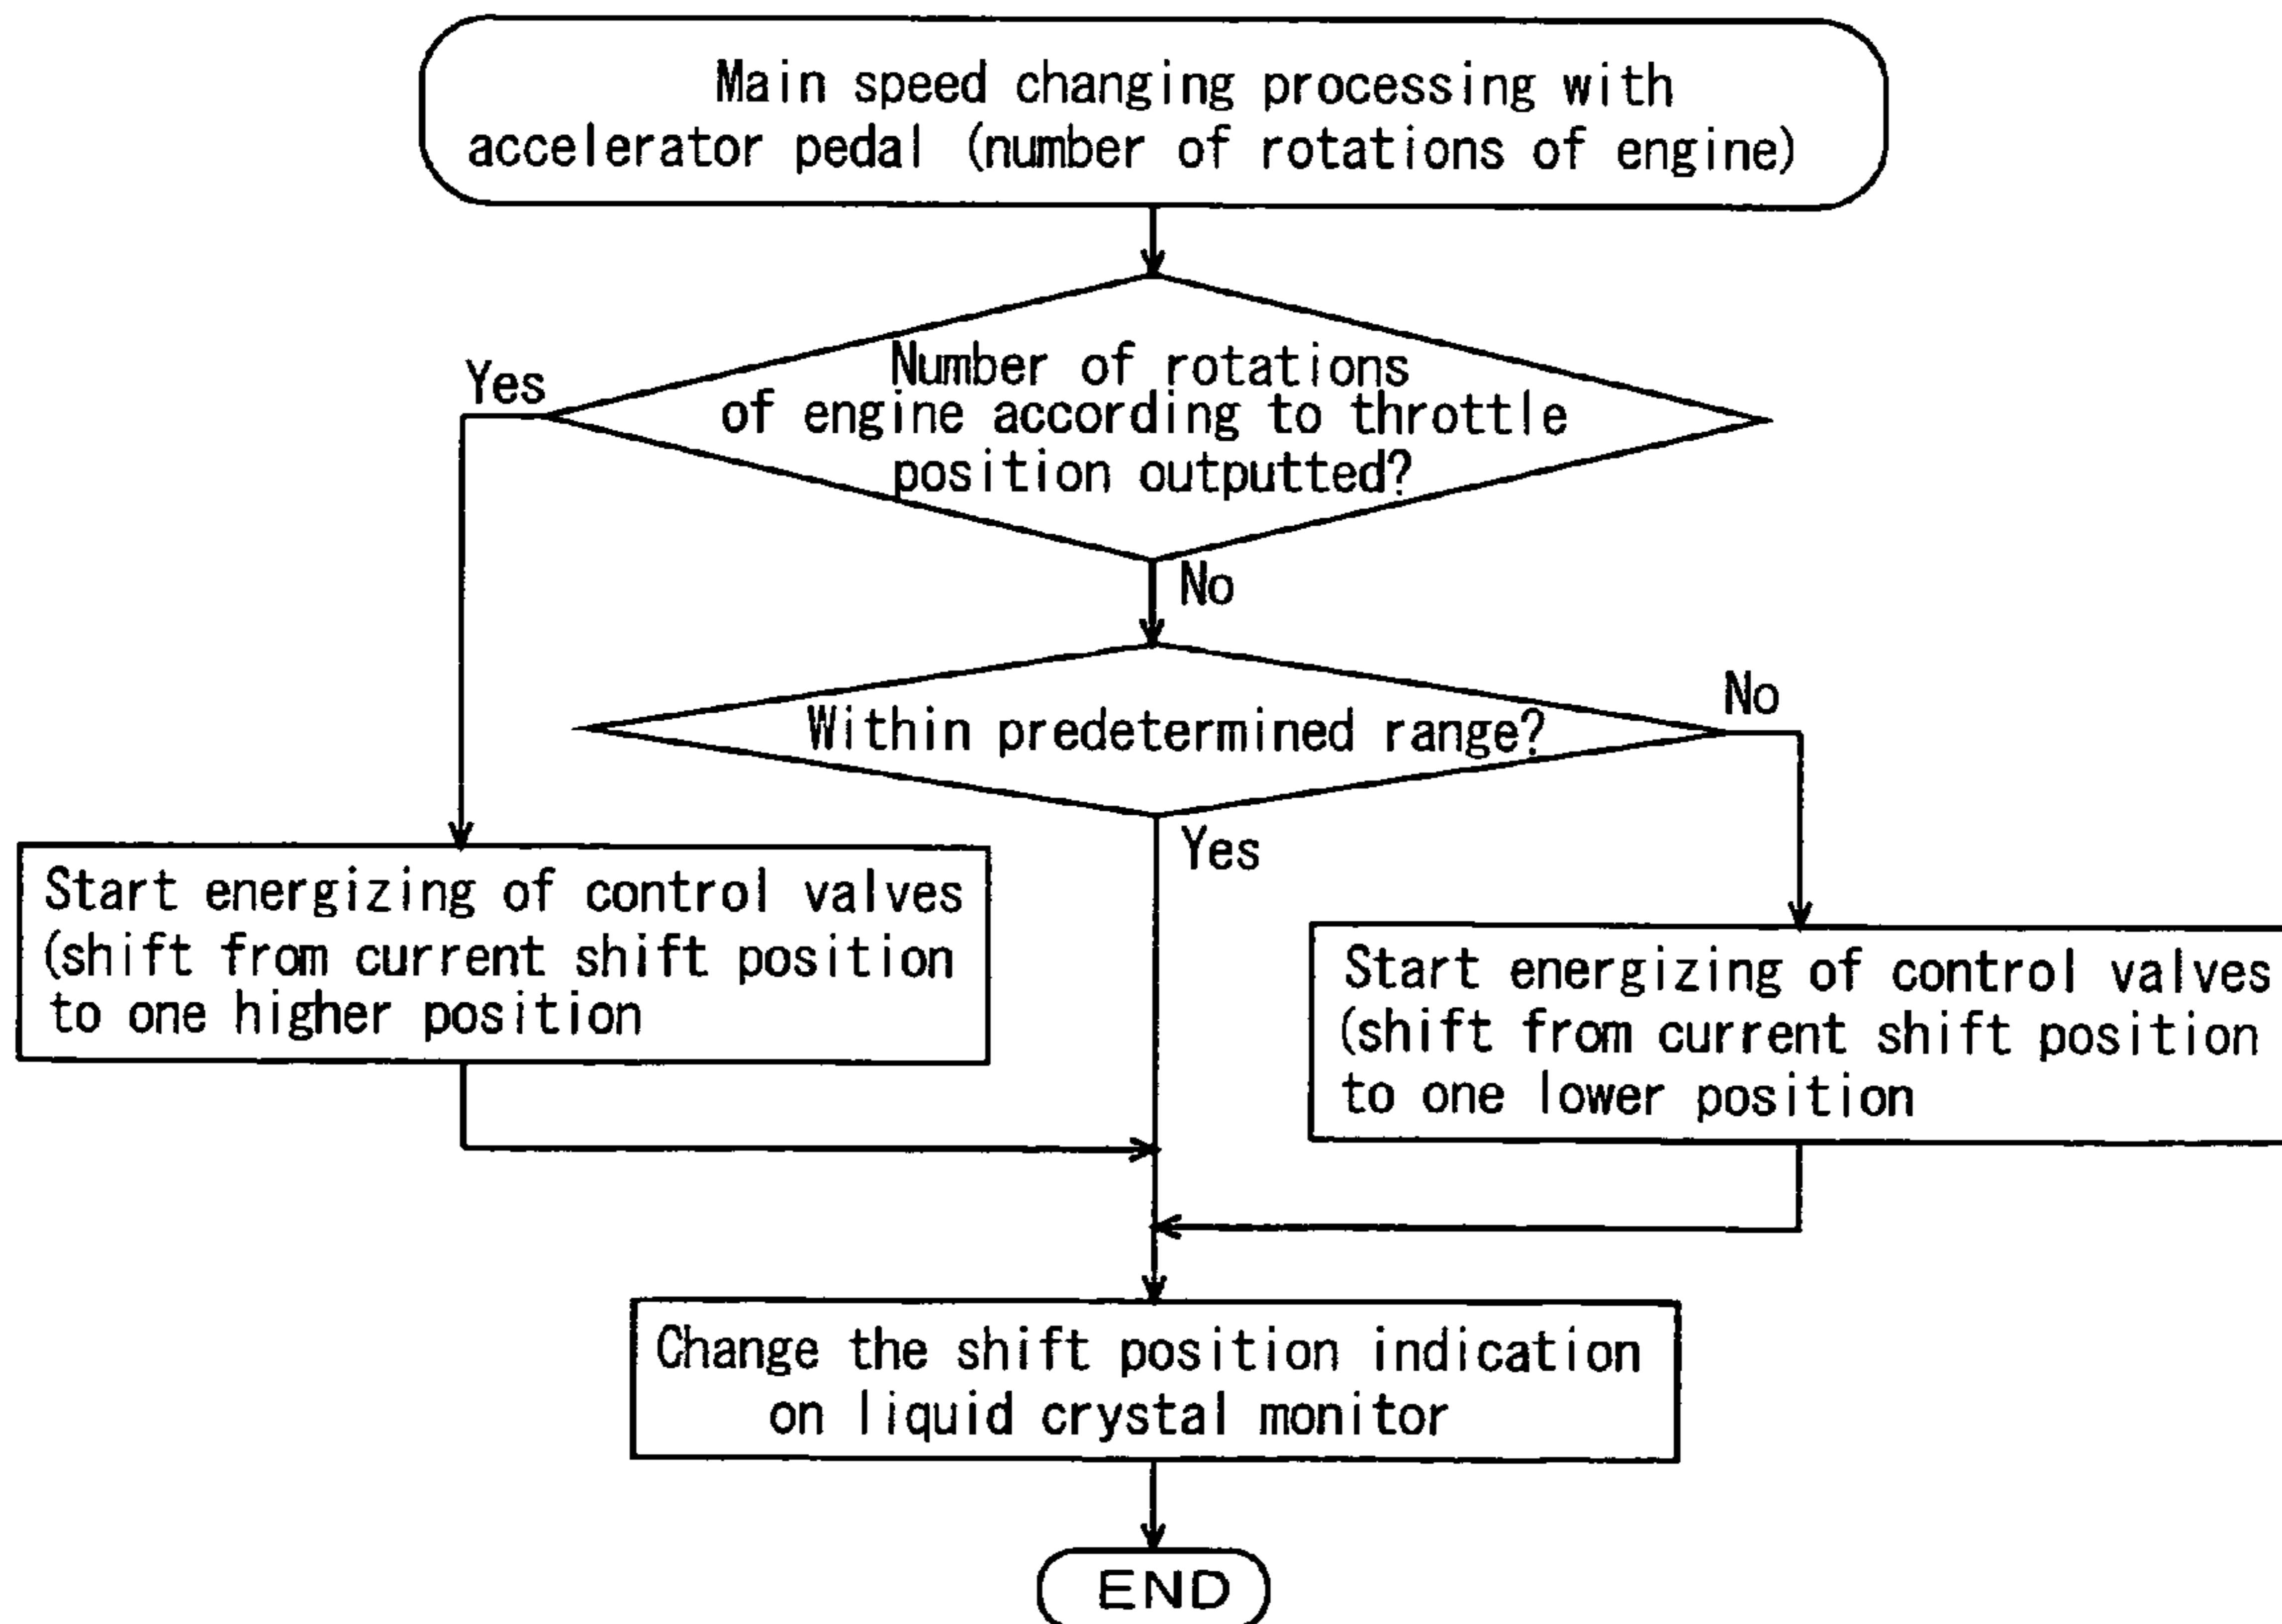 Main speed changing processing with
accelerator pedal (number of rotations of engine)
Number of rotations
of engine according to throttle
position outputted?
Yes
No
Within predetermined range?
No
Yes
Start energizing of control valves
(shift from current shift position
to one higher position
Start energizing of control valves
(shift from current shift position
to one lower position
Change the shift position indication
on liquid crystal monitor
END